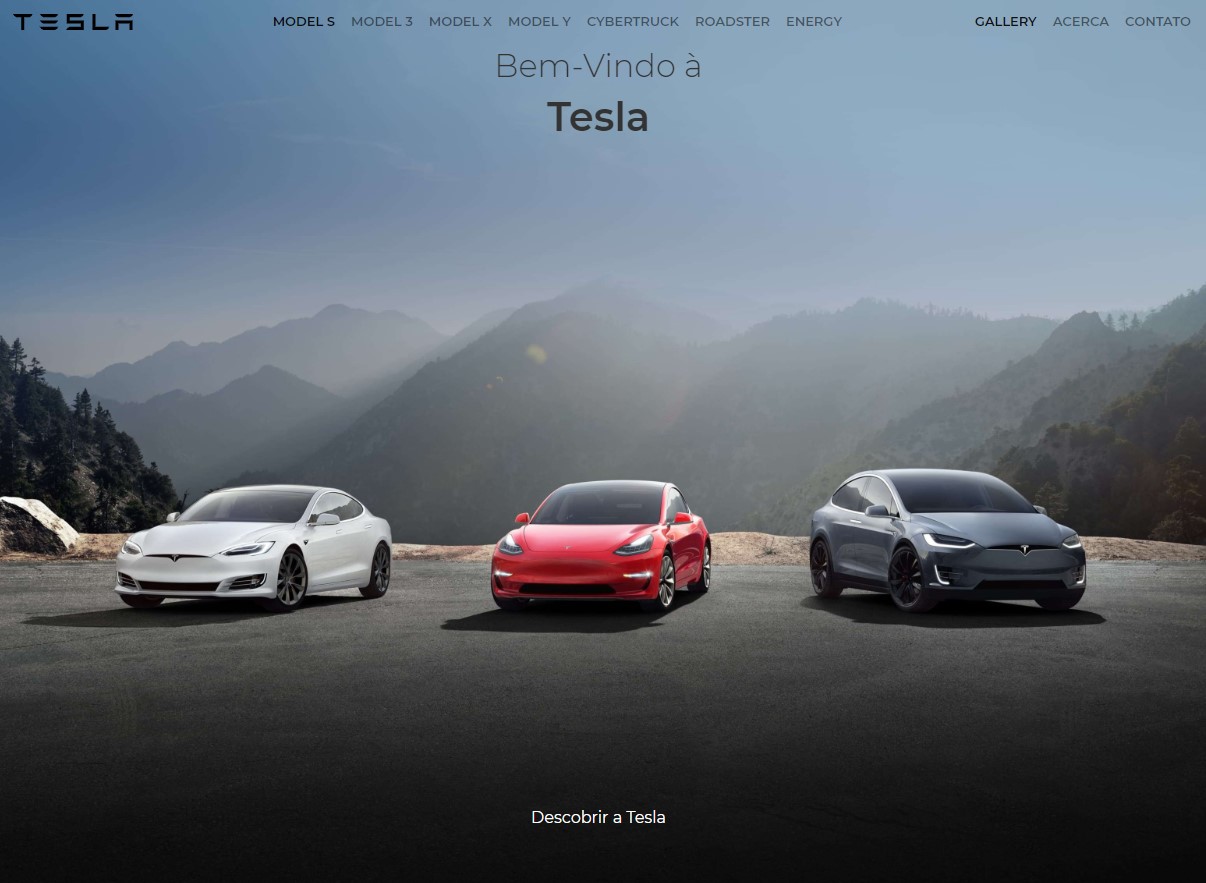 TESLA
MODEL S MODEL 3 MODEL X MODEL Y CYBERTRUCK ROADSTER ENERGY
GALLERY ACERCA CONTATO
Bem-Vindo à
Tesla
Descobrir a Tesla